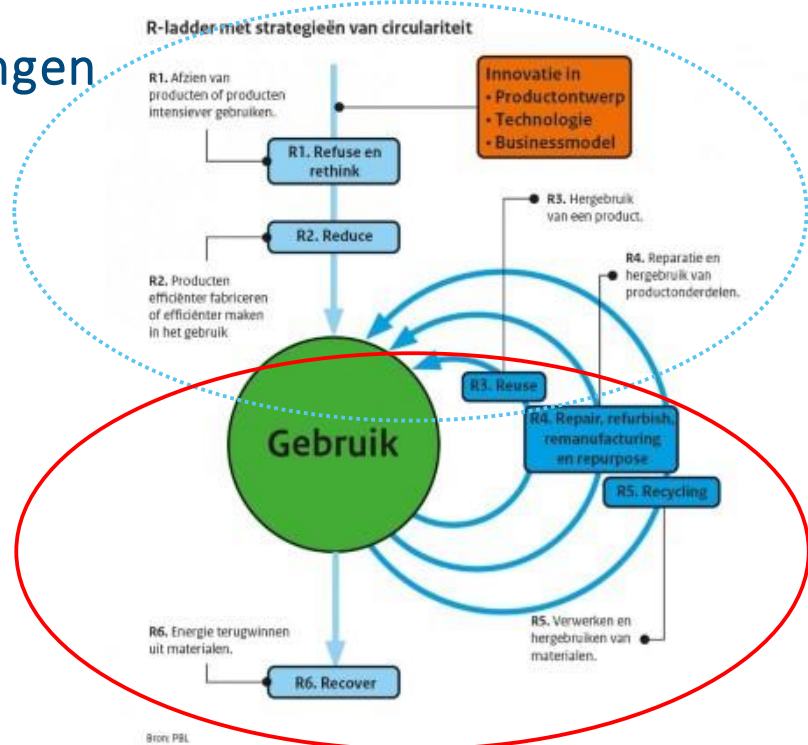 ngen
R-ladder met strategieën van circulariteit
R1. Afzien van
producten of producten
intensiever gebruiken.
Innovatie in
• Productontwerp
• Technologie
• Businessmodel
R1. Refuse en
rethink
R3. Hergebruik
van een product.
R2. Reduce
R4. Reparatie en
hergebruik van
productonderdelen.
R2. Producten
efficiënter fabriceren
of efficiënter maken
in het gebruik
R3. Reuse
Gebruik
R4. Repair, refurbish,
remanufacturing
en repurpose
R5. Recycling
R6. Energie terugwinnen
uit materialen.
R5. Verwerken en
hergebruiken van
materialen.
R6. Recover
Bron: PBL